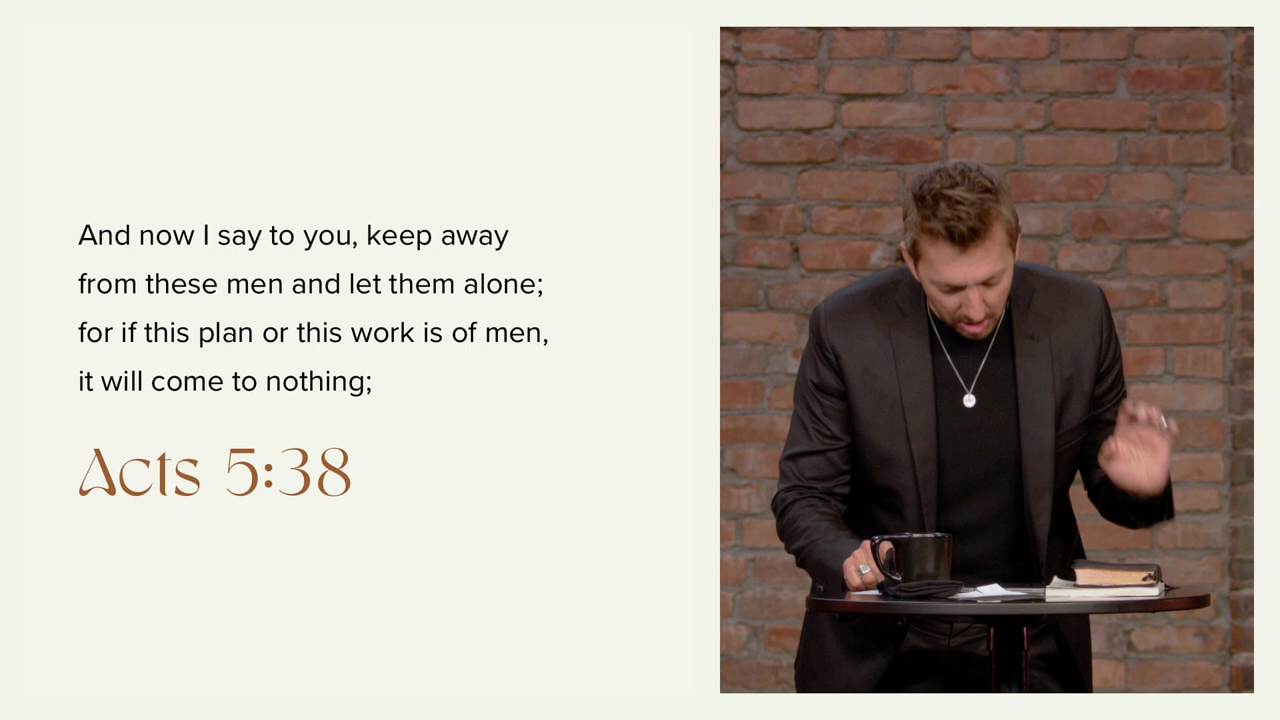 And now I say to you, keep away
from these men and let them alone;
for if this plan or this work is of men,
it will come to nothing;
Acts 5:38